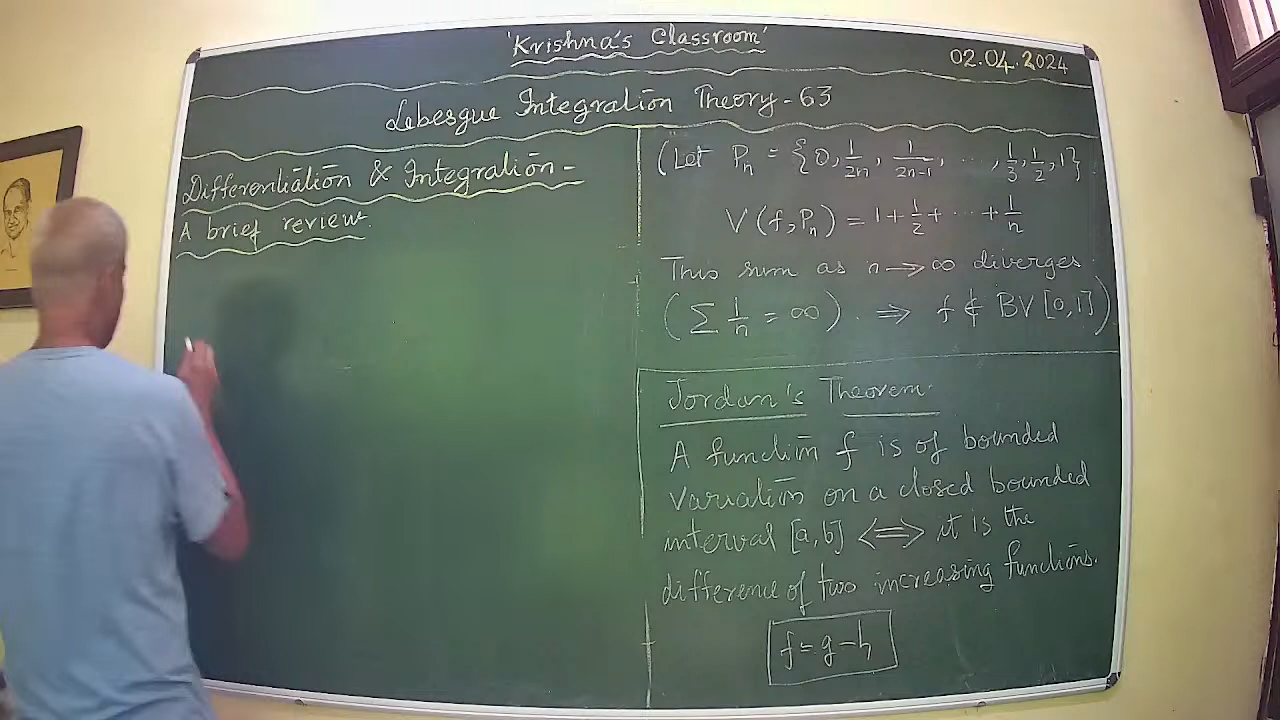 'Krishna's Classroom'
02.04.2024
Lebesgue Integration Theory - 63
Differentiation & Integration -
A brief review.
(Let Pₙ = {0, 1/2n, 1/2n-1, ..., 1/3, 1/2, 1}.
V(f, Pₙ) = 1 + 1/2 + ... + 1/n
This sum as n → ∞ diverges.
(∑ 1/n = ∞). ⇒ f ∉ BV[0,1])
Jordan's Theorem.
A function f is of bounded
variation on a closed bounded
interval [a,b] ⇔ it is the
difference of two increasing functions.
f = g - h